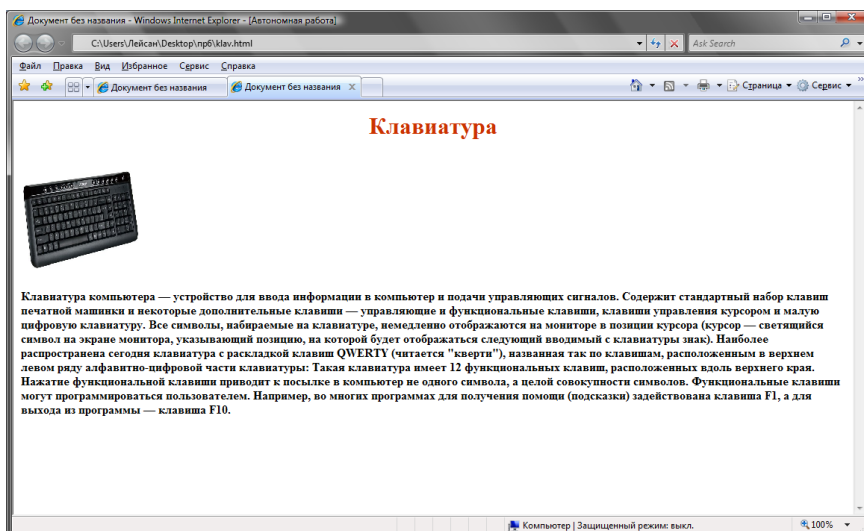 Документ без названия - Windows Internet Explorer - [Автономная работа]
C:\Users\Лейсан\Desktop\пр6\klav.html
Ask Search
Файл Правка Вид Избранное Сервис Справка
Документ без названия Документ без названия X Страница Сервис
Клавиатура
Клавиатура компьютера — устройство для ввода информации в компьютер и подачи управляющих сигналов. Содержит стандартный набор клавиш
печатной машинки и некоторые дополнительные клавиши — управляющие и функциональные клавиши, клавиши управления курсором и малую
цифровую клавиатуру. Все символы, набираемые на клавиатуре, немедленно отображаются на мониторе в позиции курсора (курсор — светящийся
символ на экране монитора, указывающий позицию, на которой будет отображаться следующий вводимый с клавиатуры знак). Наиболее
распространена сегодня клавиатура с раскладкой клавиш QWERTY (читается "кверти"), названная так по клавишам, расположенным в верхнем
левом ряду алфавитно-цифровой части клавиатуры: Такая клавиатура имеет 12 функциональных клавиш, расположенных вдоль верхнего края.
Нажатие функциональной клавиши приводит к посылке в компьютер не одного символа, а целой совокупности символов. Функциональные клавиши
могут программироваться пользователем. Например, во многих программах для получения помощи (подсказки) задействована клавиша F1, а для
выхода из программы — клавиша F10.
Компьютер | Защищенный режим: выкл. 100%